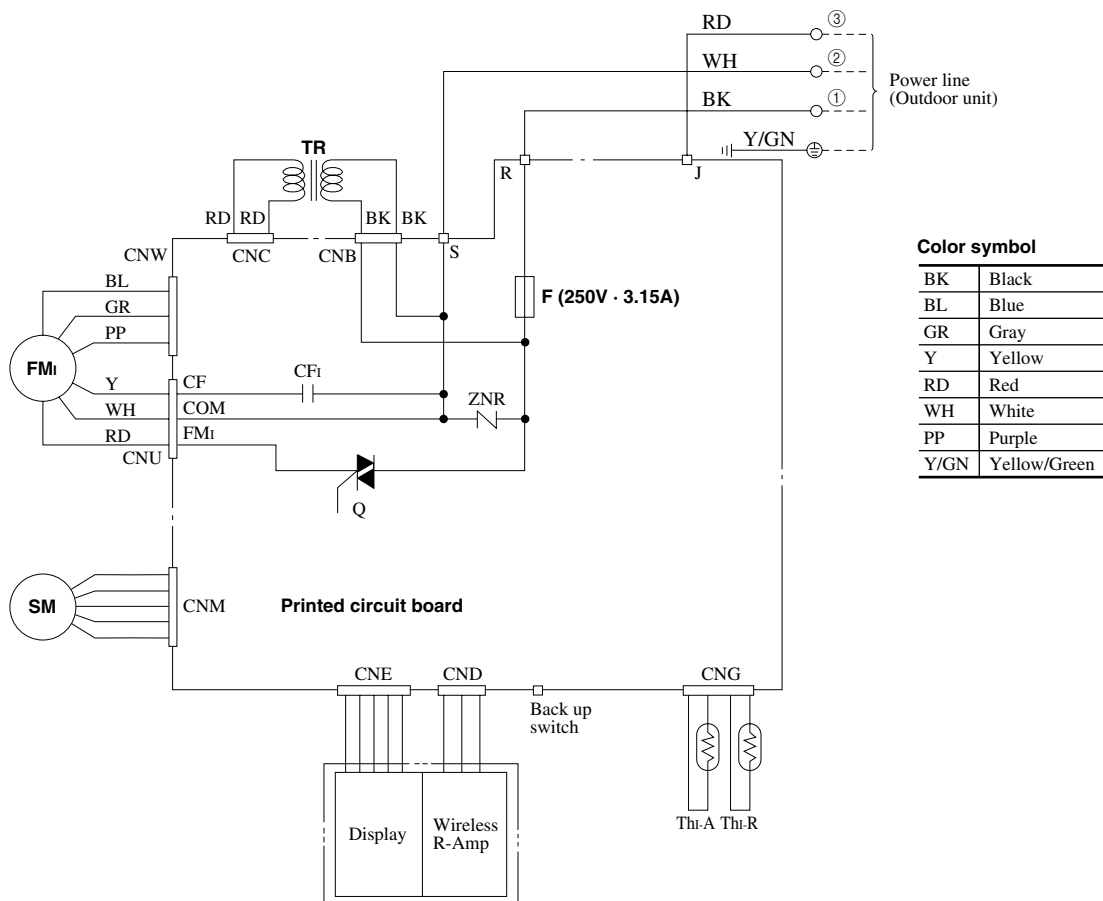 RD
③
WH
②
BK
①
Power line
(Outdoor unit)
Y/GN
TR
R
J
RD RD
BK BK
CNW
CNC
CNB
S
Color symbol
BK Black
BL Blue
GR Gray
Y Yellow
RD Red
WH White
PP Purple
Y/GN Yellow/Green
BL
GR
PP
F (250V · 3.15A)
FMI
Y
CF
CFI
WH
COM
ZNR
RD
FMI
CNU
Q
SM
CNM
Printed circuit board
CNE
CND
CNG
Back up
switch
Display
Wireless
R-Amp
ThI-A ThI-R